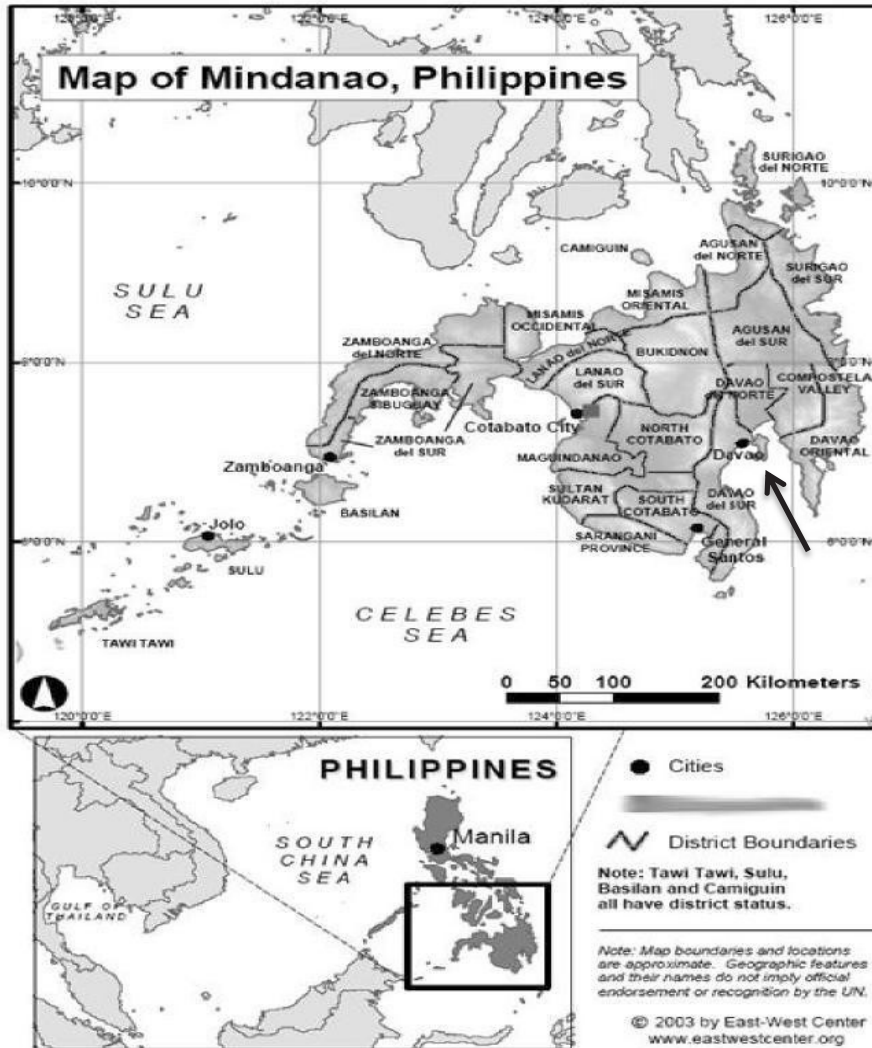 120°0'0"E 122°0'0"E 124°0'0"E 126°0'0"E
Map of Mindanao, Philippines
SURIGAO
del NORTE
10°0'0"N 10°0'0"N
CAMIGUIN
AGUSAN
del NORTE
SURIGAO
del SUR
SULU
SEA
MISAMIS
ORIENTAL
MISAMIS
OCCIDENTAL
ZAMBOANGA
del NORTE
LANAO del NORTE
BUKIDNON
AGUSAN
del SUR
LANAO
del SUR
DAVAO
del NORTE
COMPOSTELA
VALLEY
ZAMBOANGA
SIBUGUAY
Cotabato City
NORTH
COTABATO
ZAMBOANGA
del SUR
Davao
DAVAO
ORIENTAL
MAGUINDANAO
Zamboanga
SULTAN
KUDARAT
SOUTH
COTABATO
DAVAO
del SUR
BASILAN
Jolo
SARANGANI
PROVINCE
General
Santos
SULU
CELEBES
SEA
TAWI TAWI
0 50 100 200 Kilometers
120°0'0"E 122°0'0"E 124°0'0"E 126°0'0"E
PHILIPPINES
Manila
SOUTH
CHINA
SEA
GULF OF
THAILAND
Cities
District Boundaries
Note: Tawi Tawi, Sulu,
Basilan and Camiguin
all have district status.
Note: Map boundaries and locations
are approximate. Geographic features
and their names do not imply official
endorsement or recognition by the UN.
© 2003 by East-West Center
www.eastwestcenter.org